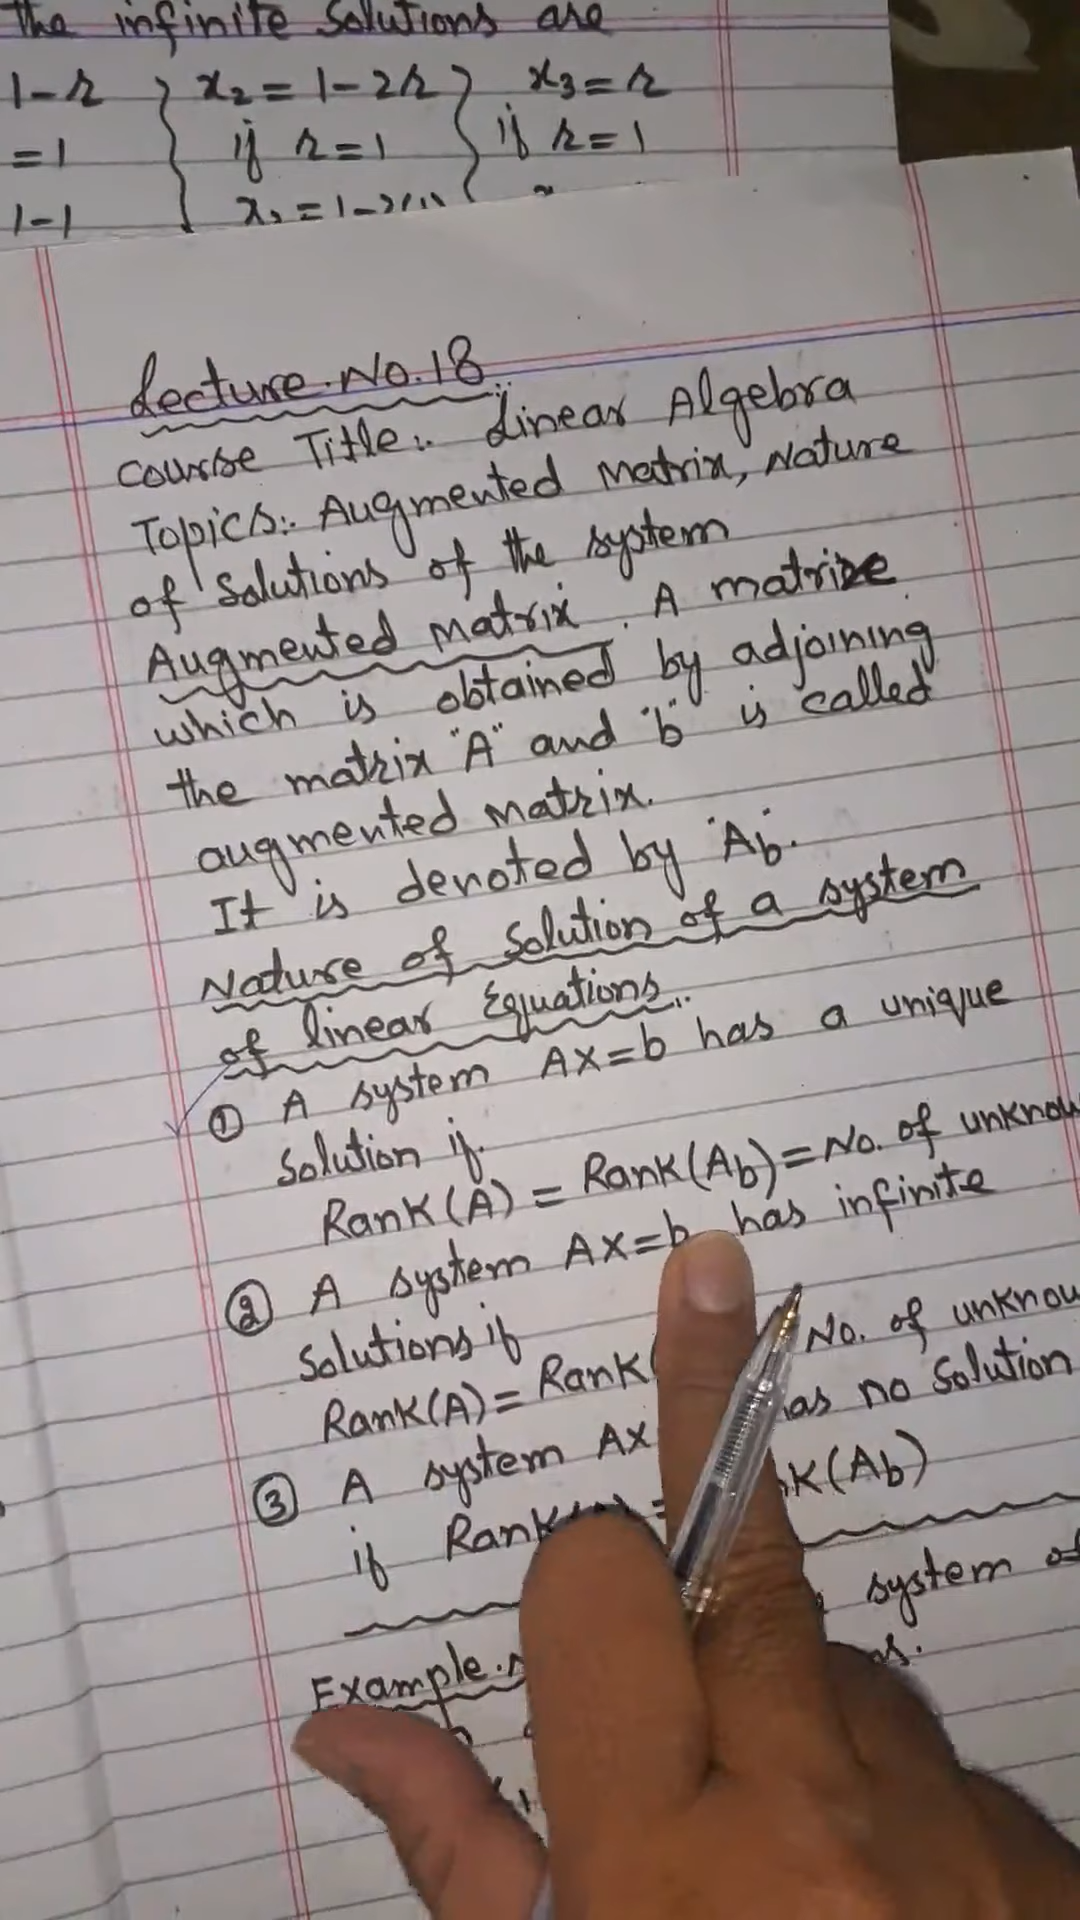 The infinite Solutions are
1-r } x2 = 1-2r } x3 = r
=1 if r=1 if r=1
1-1
Lecture.No.18
Course Title:. Linear Algebra
Topics:. Augmented Matrix, Nature
of Solutions of the system
Augmented Matrix. A matrixe
which is obtained by adjoining
the matrix "A" and "b" is called
augmented matrix.
It is denoted by "Ab".
Nature of Solution of a system
of linear Equations:.
① A system AX=b has a unique
Solution if.
Rank(A) = Rank(Ab) = No. of unknow
② A system AX=b has infinite
Solutions if
Rank(A) = Rank( No. of unknow
③ A system AX has no Solution
if Rank K(Ab)
system of
Example.